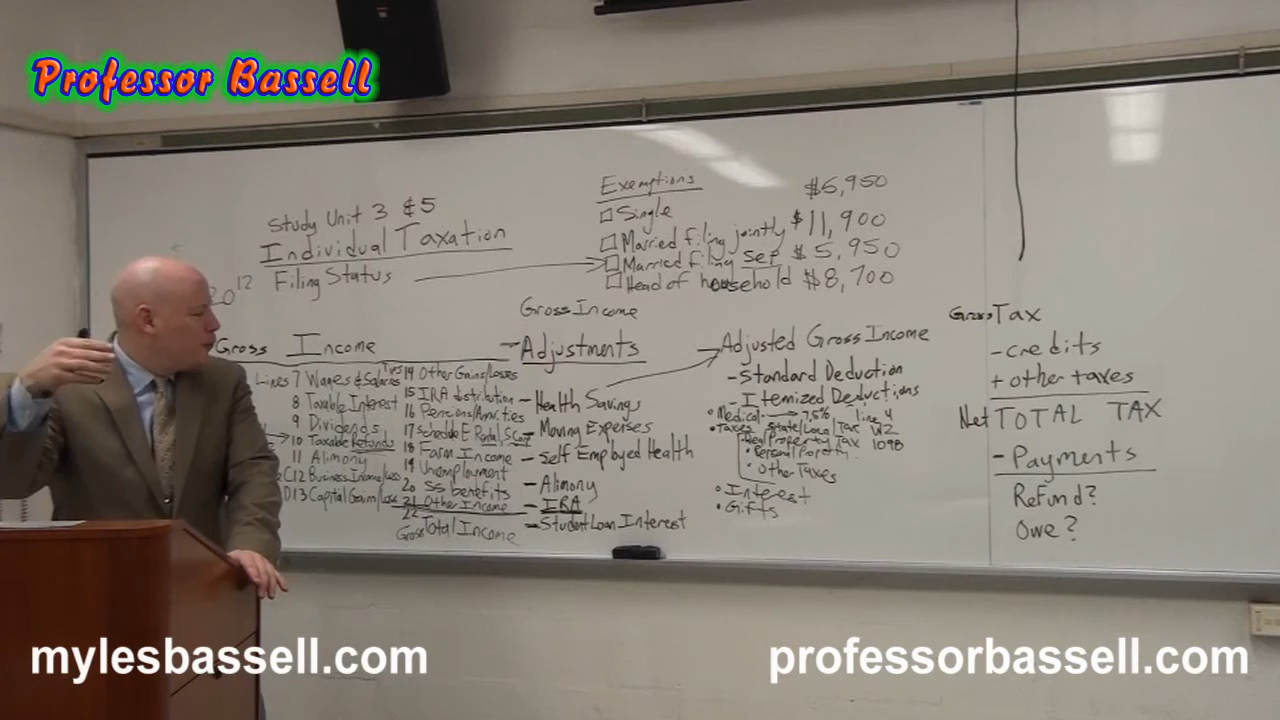 Professor Bassell
Study Unit 3 &5
Individual Taxation
Filing Status
2012
Exemptions
Single $5,950
Married filing jointly $11,900
Married filing sep $5,950
Head of household $8,700
Gross Income
Lines 7 Wages & Salaries Tips
8 Taxable Interest
9 Dividends
10 Taxable Refunds
11 Alimony
C12 Business Income/loss
D13 Capital Gain/Loss
14 Other Gains/Losses
15 IRA distribution
16 Pensions/Annuities
17 Schedule E Rental, S Corp
18 Farm Income
19 Unemployment
20 SS benefits
21 Other Income
22
Gross Total Income
Gross Income
-Adjustments
-Health Savings
-Moving Expenses
-Self Employed Health
-Alimony
-IRA
-Student Loan Interest
Adjusted Gross Income
-Standard Deduction
-Itemized Deductions
•Medical 7.5% line 4
•Taxes State/Local Tax W2
•Real Property Tax 1098
•Personal Property
•Other Taxes
•Interest
•Gifts
Gross Tax
-credits
+other taxes
Net TOTAL TAX
-Payments
Refund?
Owe?
mylesbassell.com
professorbassell.com